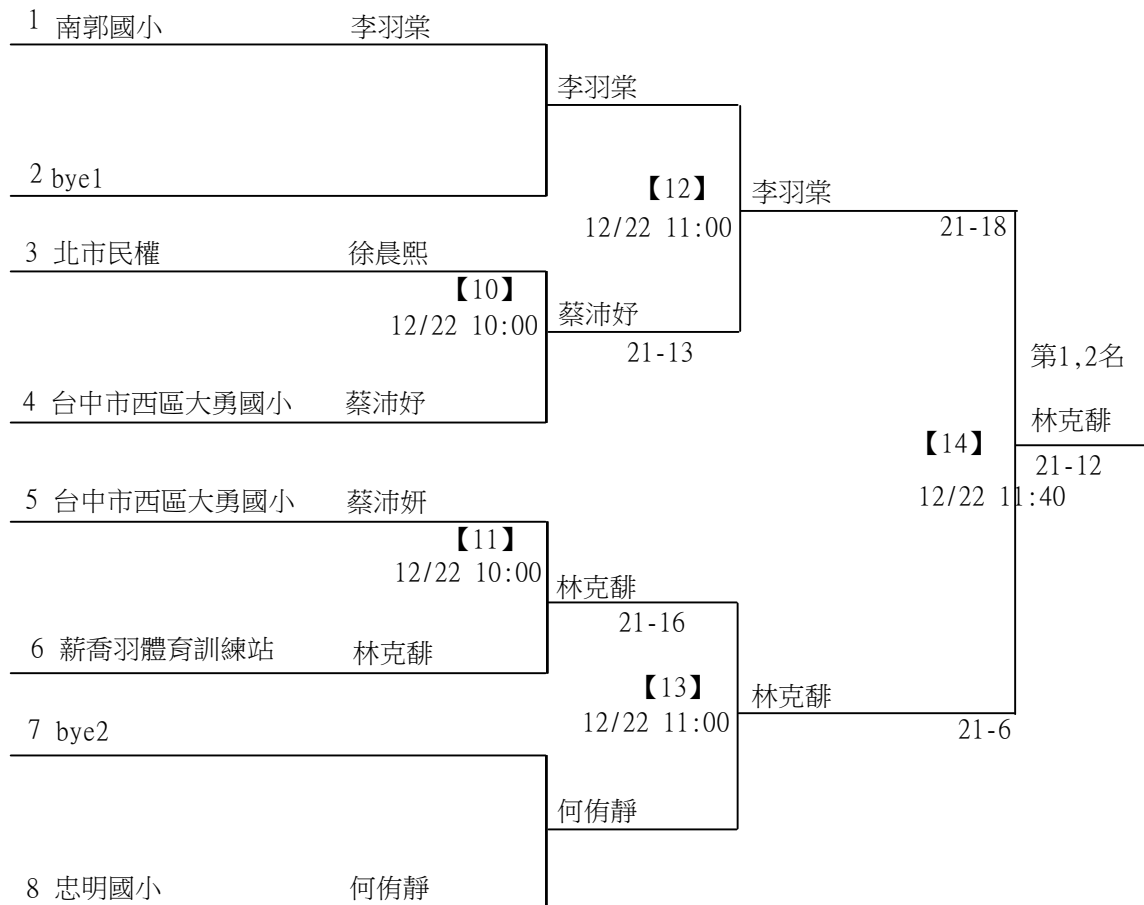 1 南郭國小 李羽棠
李羽棠
2 bye1
【12】 李羽棠
12/22 11:00 21-18
3 北市民權 徐晨熙
【10】
12/22 10:00 蔡沛妤
21-13
第1,2名
4 台中市西區大勇國小 蔡沛妤
林克馡
【14】
21-12
12/22 11:40
5 台中市西區大勇國小 蔡沛妍
【11】
12/22 10:00 林克馡
21-16
6 薪喬羽體育訓練站 林克馡
【13】 林克馡
12/22 11:00 21-6
7 bye2
何侑靜
8 忠明國小 何侑靜